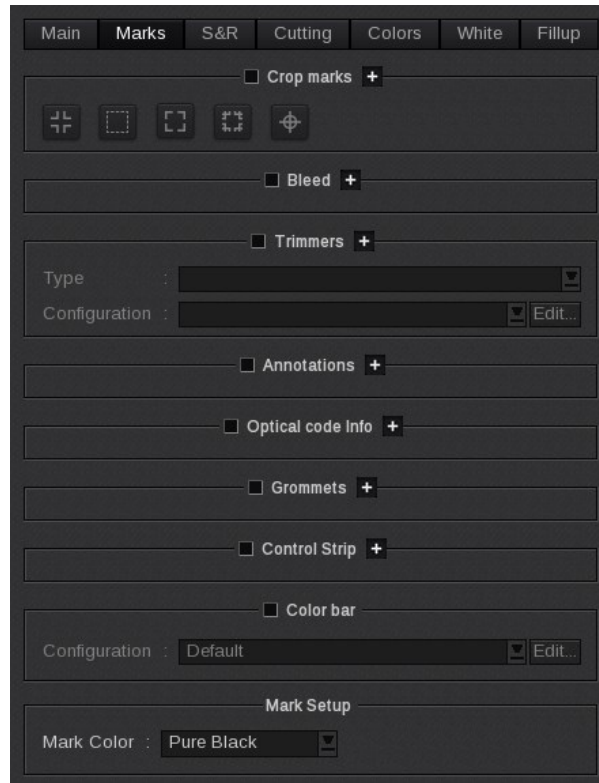 Main Marks S&R Cutting Colors White Fillup
Crop marks +
Bleed +
Trimmers +
Type :
Configuration : Edit...
Annotations +
Optical code Info +
Grommets +
Control Strip +
Color bar
Configuration : Default Edit...
Mark Setup
Mark Color : Pure Black